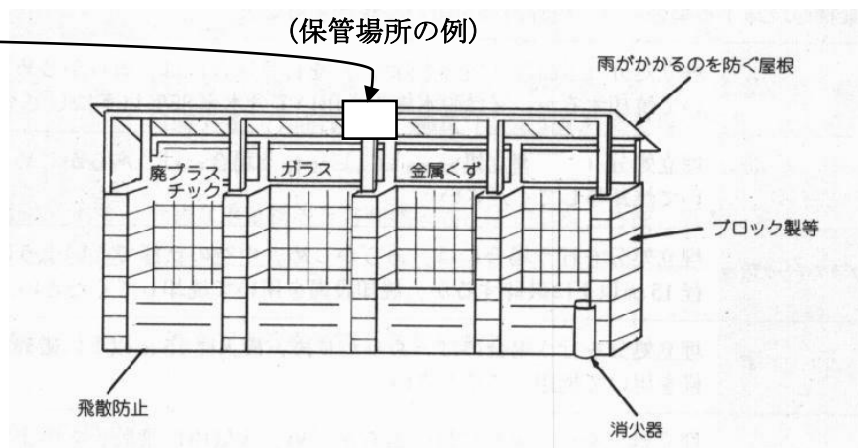 (保管場所の例)
雨がかかるのを防ぐ屋根
廃プラス
チック
ガラス
金属くず
ブロック製等
飛散防止
消火器